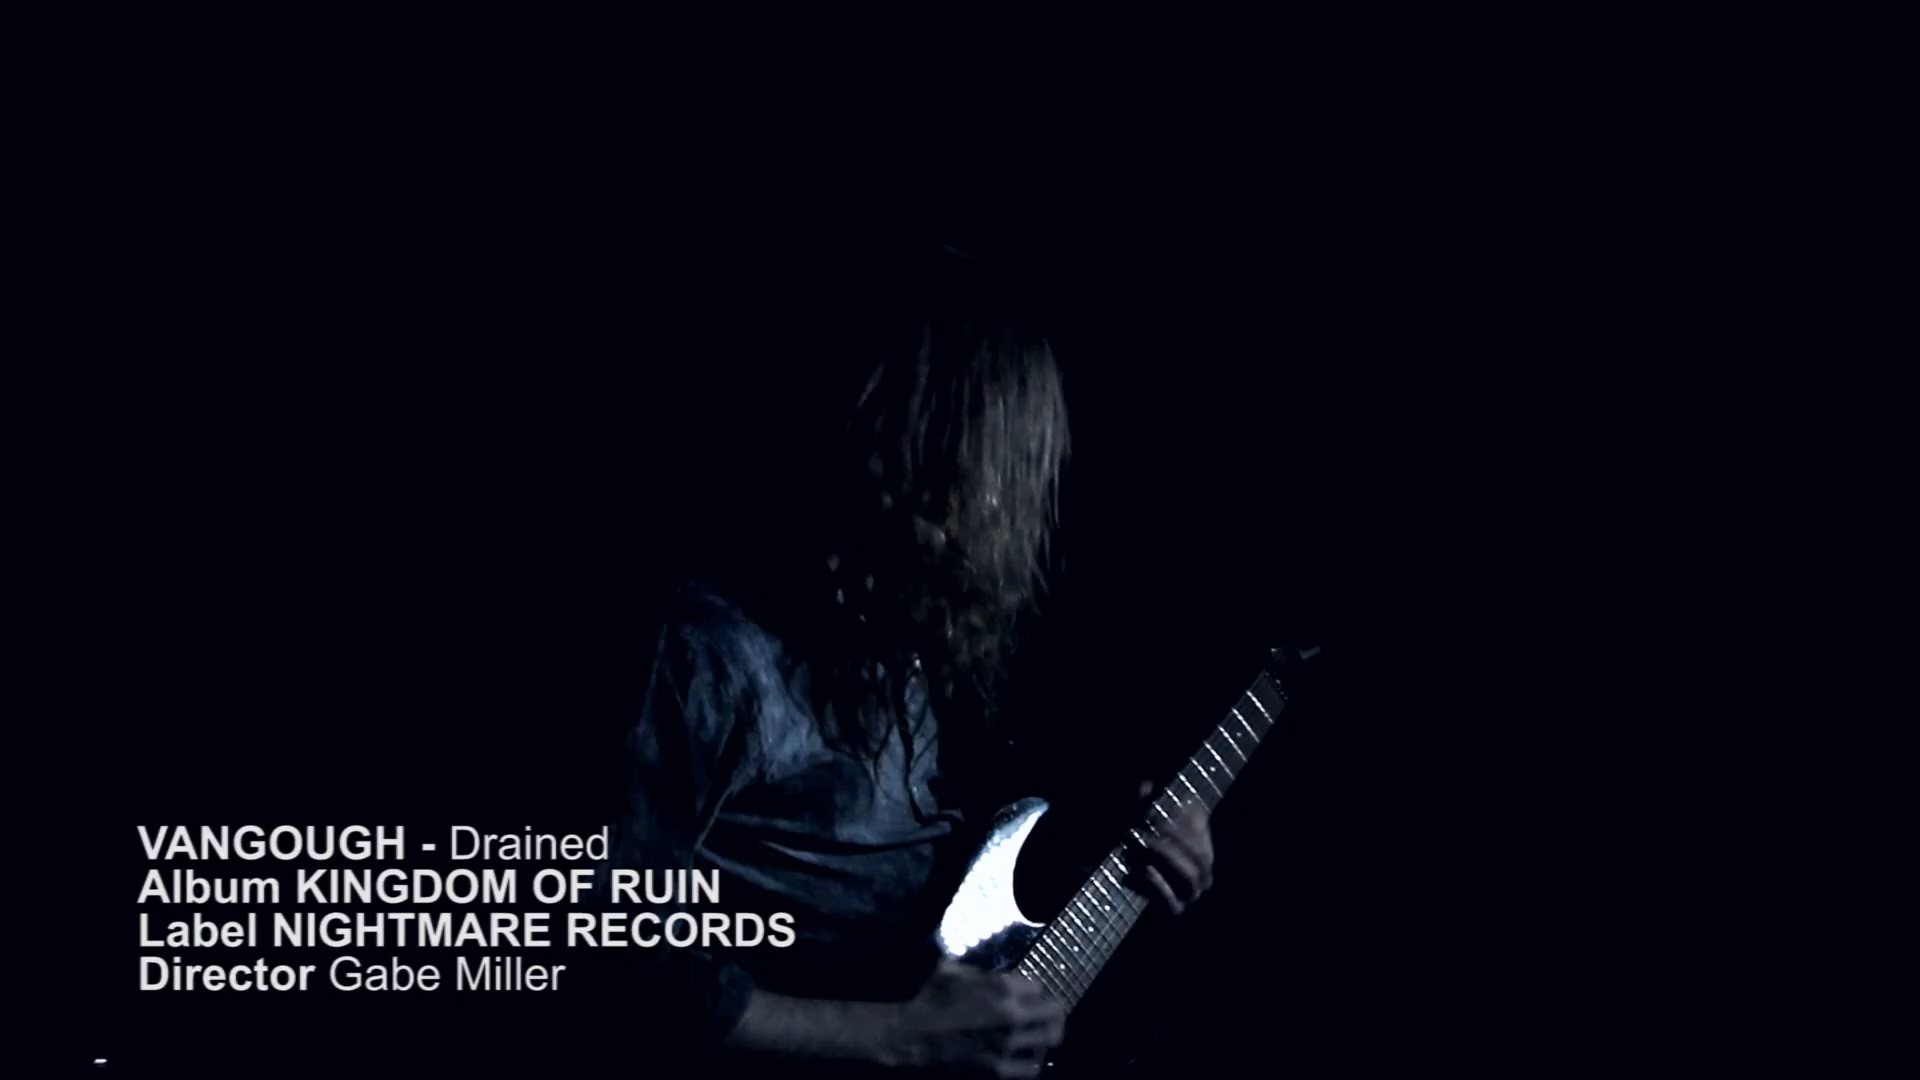 VANGOUGH - Drained
Album KINGDOM OF RUIN
Label NIGHTMARE RECORDS
Director Gabe Miller